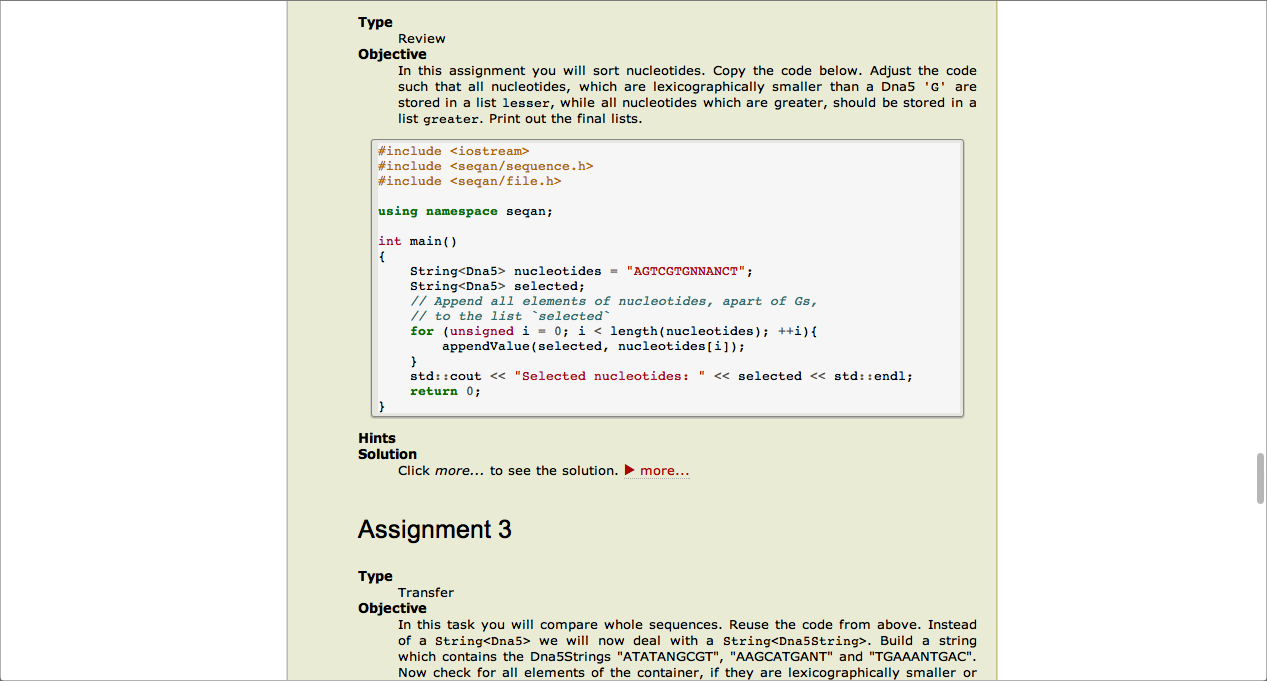 Type
Review
Objective
In this assignment you will sort nucleotides. Copy the code below. Adjust the code
such that all nucleotides, which are lexicographically smaller than a Dna5 'G' are
stored in a list lesser, while all nucleotides which are greater, should be stored in a
list greater. Print out the final lists.
#include <iostream>
#include <seqan/sequence.h>
#include <seqan/file.h>
using namespace seqan;
int main()
{
String<Dna5> nucleotides = "AGTCGTGNNANCT";
String<Dna5> selected;
// Append all elements of nucleotides, apart of Gs,
// to the list `selected`
for (unsigned i = 0; i < length(nucleotides); ++i){
appendValue(selected, nucleotides[i]);
}
std::cout << "Selected nucleotides: " << selected << std::endl;
return 0;
}
Hints
Solution
Click more... to see the solution. ▶ more...
Assignment 3
Type
Transfer
Objective
In this task you will compare whole sequences. Reuse the code from above. Instead
of a String<Dna5> we will now deal with a String<Dna5String>. Build a string
which contains the Dna5Strings "ATATANGCGT", "AAGCATGANT" and "TGAAANTGAC".
Now check for all elements of the container, if they are lexicographically smaller or